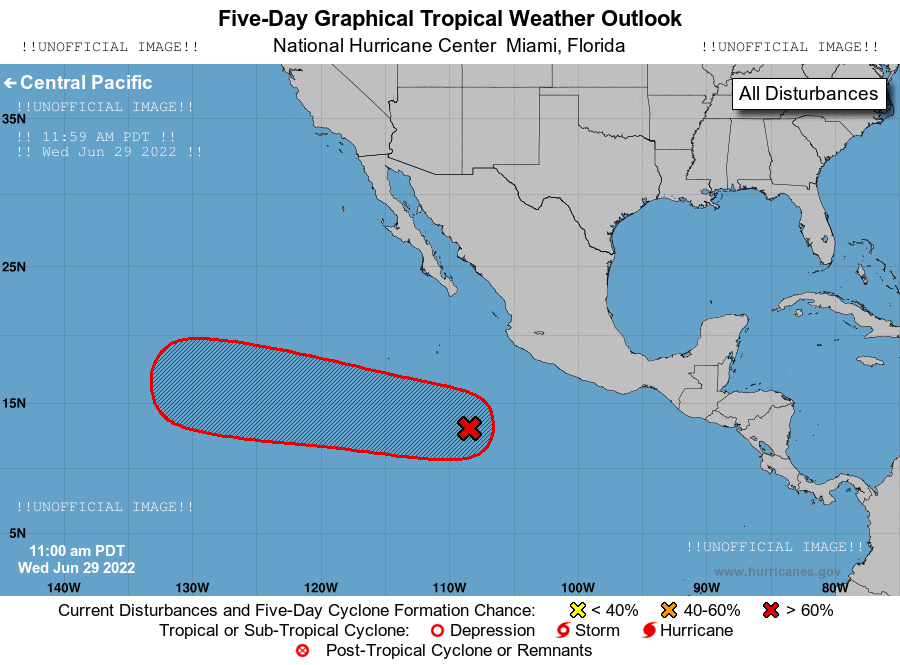 Five-Day Graphical Tropical Weather Outlook
!!UNOFFICIAL IMAGE!! National Hurricane Center Miami, Florida !!UNOFFICIAL IMAGE!!
← Central Pacific
All Disturbances
!!UNOFFICIAL IMAGE!!
35N
!! 11:59 AM PDT !!
!! Wed Jun 29 2022 !!
25N
15N
!!UNOFFICIAL IMAGE!!
5N
11:00 am PDT
Wed Jun 29 2022
!!UNOFFICIAL IMAGE!!
www.hurricanes.gov
140W 130W 120W 110W 100W 90W 80W
Current Disturbances and Five-Day Cyclone Formation Chance: < 40% 40-60% > 60%
Tropical or Sub-Tropical Cyclone: Depression Storm Hurricane
Post-Tropical Cyclone or Remnants